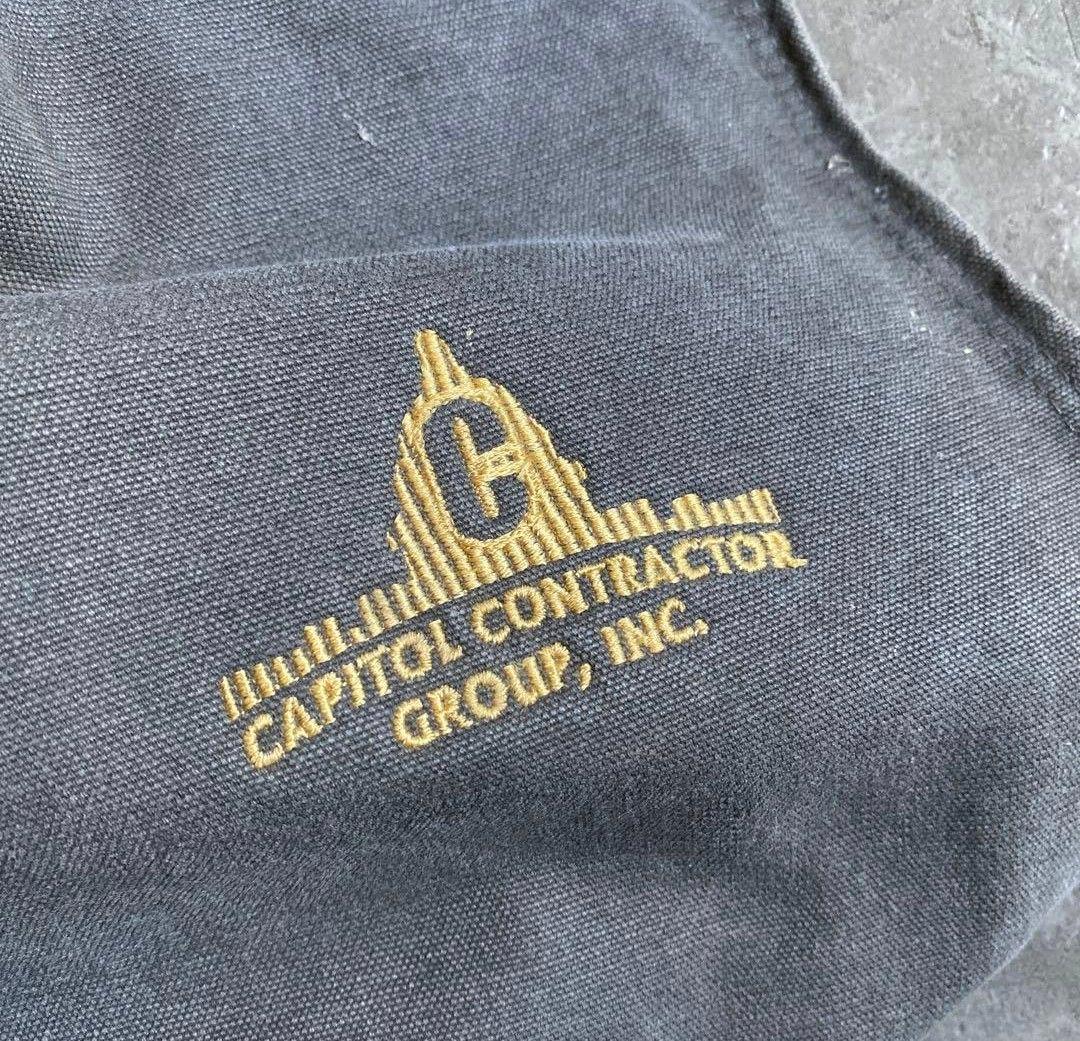 C
CAPITOL CONTRACTOR
GROUP, INC.